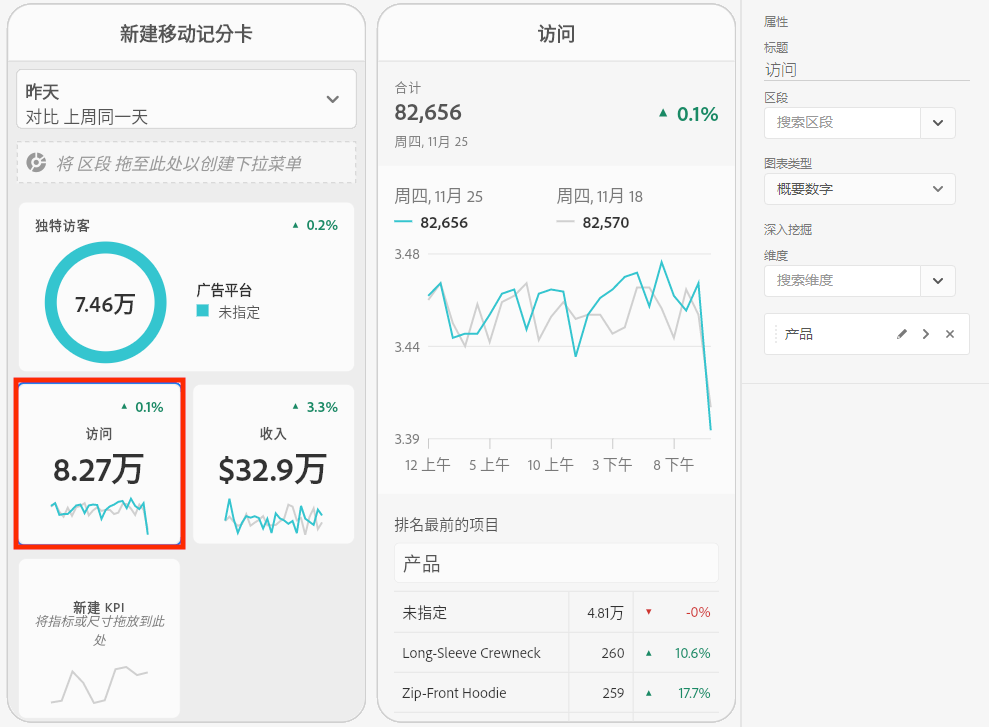 新建移动记分卡
昨天
对比 上周同一天
将 区段 拖至此处以创建下拉菜单
独特访客
▲ 0.2%
7.46万
广告平台
未指定
▲ 0.1%
访问
8.27万
▲ 3.3%
收入
$32.9万
新建 KPI
将指标或尺寸拖放到此
处
访问
合计
82,656
▲ 0.1%
周四, 11月 25
周四, 11月 25
周四, 11月 18
82,656
82,570
3.48
3.44
3.39
12 上午
5 上午
10 上午
3 下午
8 下午
排名最前的项目
产品
未指定 4.81万 ▼ -0%
Long-Sleeve Crewneck 260 ▲ 10.6%
Zip-Front Hoodie 259 ▲ 17.7%
属性
标题
访问
区段
搜索区段
图表类型
概要数字
深入挖掘
维度
搜索维度
产品